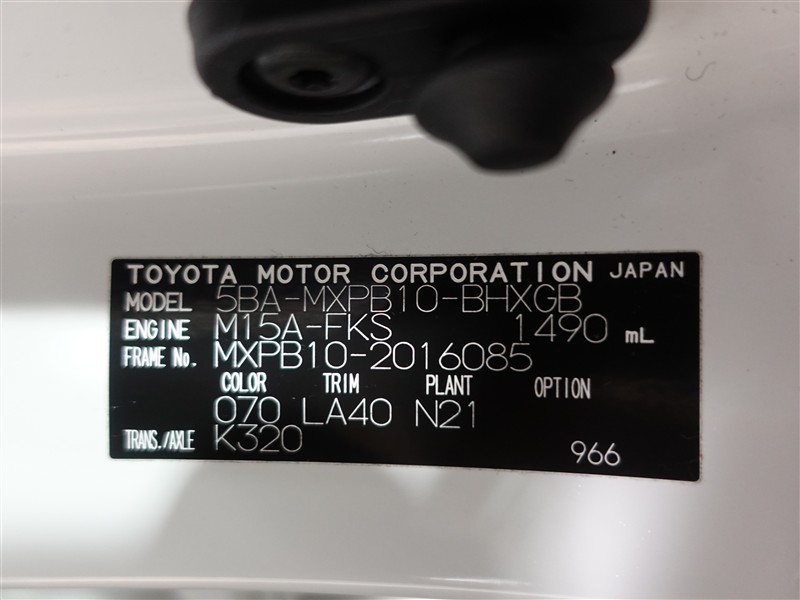 TOYOTA MOTOR CORPORATION JAPAN
MODEL 5BA-MXPB10-BHXGB
ENGINE M15A-FKS 1490 mL
FRAME No. MXPB10-2016085
COLOR TRIM PLANT OPTION
070 LA40 N21
TRANS./AXLE K320
966